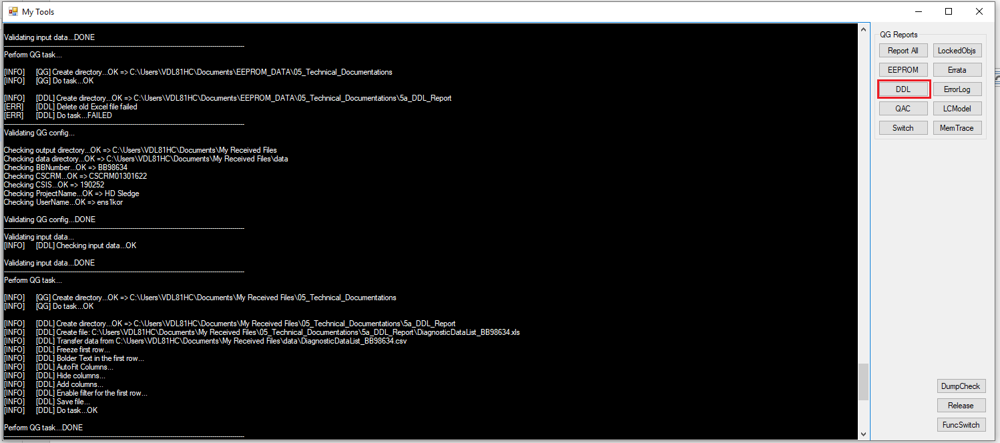 My Tools
Validating input data...DONE
Perform QG task...
[INFO] [QG] Create directory...OK => C:\Users\VDL81HC\Documents\EEPROM_DATA\05_Technical_Documentations
[INFO] [QG] Do task...OK
[INFO] [DDL] Create directory...OK => C:\Users\VDL81HC\Documents\EEPROM_DATA\05_Technical_Documentations\5a_DDL_Report
[ERR] [DDL] Delete old Excel file failed
[ERR] [DDL] Do task...FAILED
Validating QG config...
Checking output directory...OK => C:\Users\VDL81HC\Documents\My Received Files
Checking data directory...OK => C:\Users\VDL81HC\Documents\My Received Files\data
Checking BBNumber...OK => BB98634
Checking CSCRM...OK => CSCRM01301622
Checking CSIS...OK => 190252
Checking ProjectName...OK => HD Sledge
Checking UserName...OK => ens1kor
Validating QG config...DONE
Validating input data...
[INFO] [DDL] Checking input data...OK
Validating input data...DONE
Perform QG task...
[INFO] [QG] Create directory...OK => C:\Users\VDL81HC\Documents\My Received Files\05_Technical_Documentations
[INFO] [QG] Do task...OK
[INFO] [DDL] Create directory...OK => C:\Users\VDL81HC\Documents\My Received Files\05_Technical_Documentations\5a_DDL_Report
[INFO] [DDL] Create file: C:\Users\VDL81HC\Documents\My Received Files\05_Technical_Documentations\5a_DDL_Report\DiagnosticDataList_BB98634.xls
[INFO] [DDL] Transfer data from C:\Users\VDL81HC\Documents\My Received Files\data\DiagnosticDataList_BB98634.csv
[INFO] [DDL] Freeze first row...
[INFO] [DDL] Bolder Text in the first row...
[INFO] [DDL] AutoFit Columns...
[INFO] [DDL] Hide columns...
[INFO] [DDL] Add columns...
[INFO] [DDL] Enable filter for the first row...
[INFO] [DDL] Save file...
[INFO] [DDL] Do task...OK
Perform QG task...DONE
QG Reports
Report All LockedObjs
EEPROM Errata
DDL ErrorLog
QAC LCModel
Switch MemTrace
DumpCheck
Release
FuncSwitch